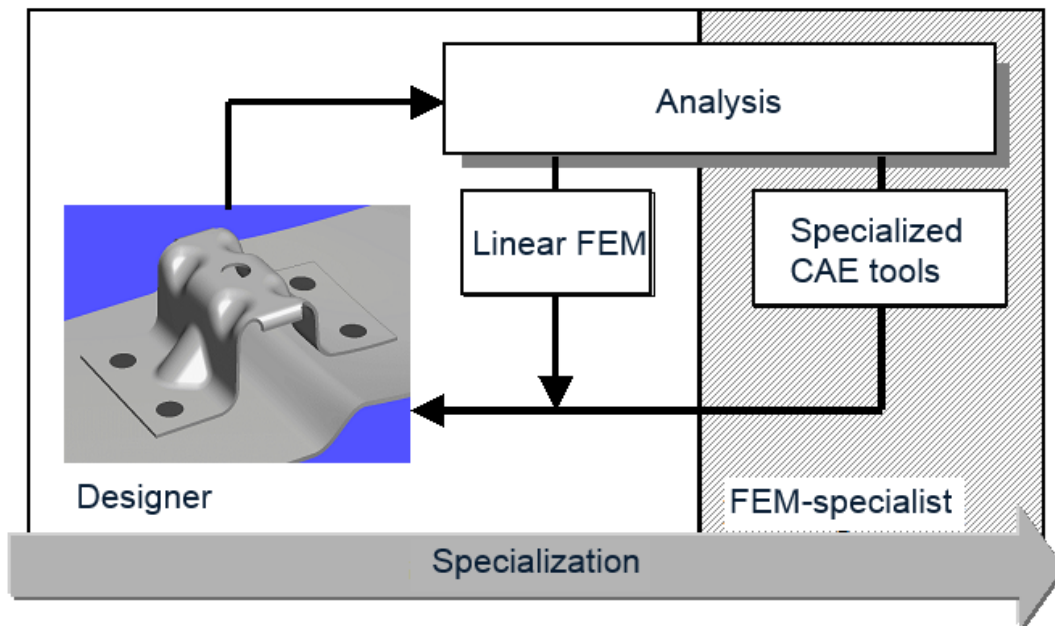 Analysis
Linear FEM
Specialized
CAE tools
Designer
FEM-specialist
Specialization